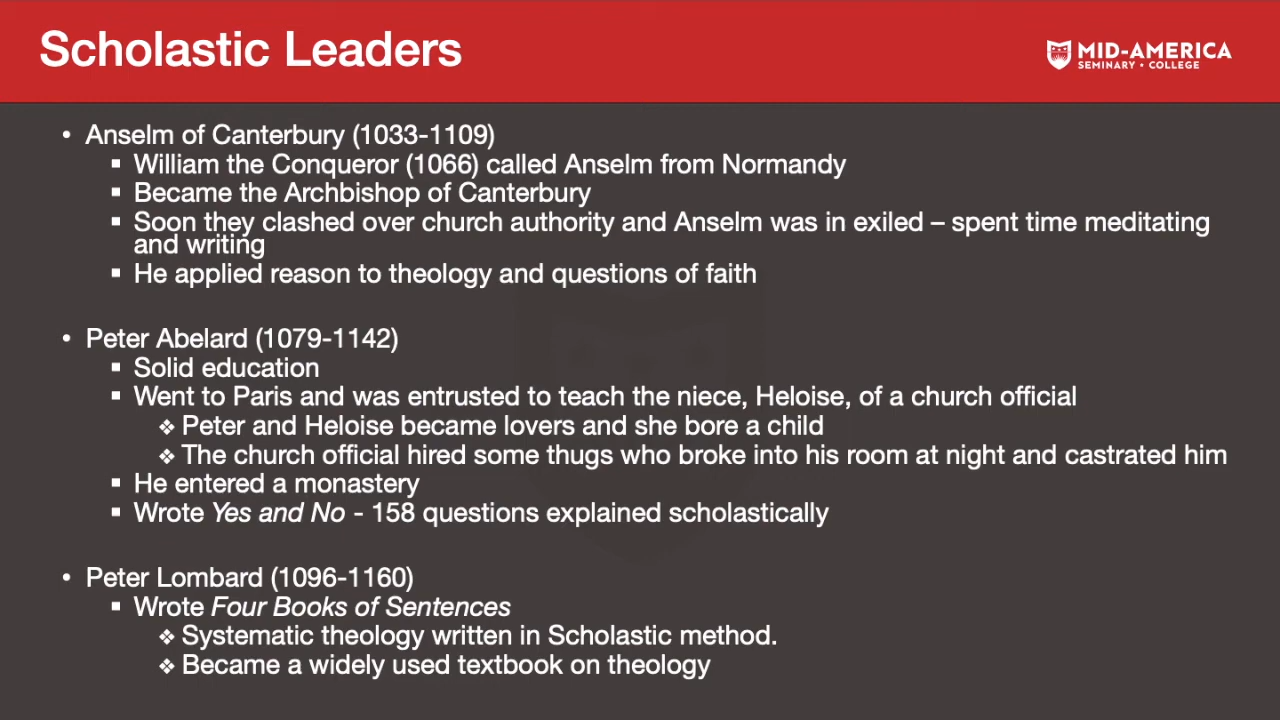 Scholastic Leaders
MID-AMERICA
SEMINARY • COLLEGE
• Anselm of Canterbury (1033-1109)
▪ William the Conqueror (1066) called Anselm from Normandy
▪ Became the Archbishop of Canterbury
▪ Soon they clashed over church authority and Anselm was in exiled – spent time meditating
and writing
▪ He applied reason to theology and questions of faith
• Peter Abelard (1079-1142)
▪ Solid education
▪ Went to Paris and was entrusted to teach the niece, Heloise, of a church official
❖ Peter and Heloise became lovers and she bore a child
❖ The church official hired some thugs who broke into his room at night and castrated him
▪ He entered a monastery
▪ Wrote Yes and No - 158 questions explained scholastically
• Peter Lombard (1096-1160)
▪ Wrote Four Books of Sentences
❖ Systematic theology written in Scholastic method.
❖ Became a widely used textbook on theology